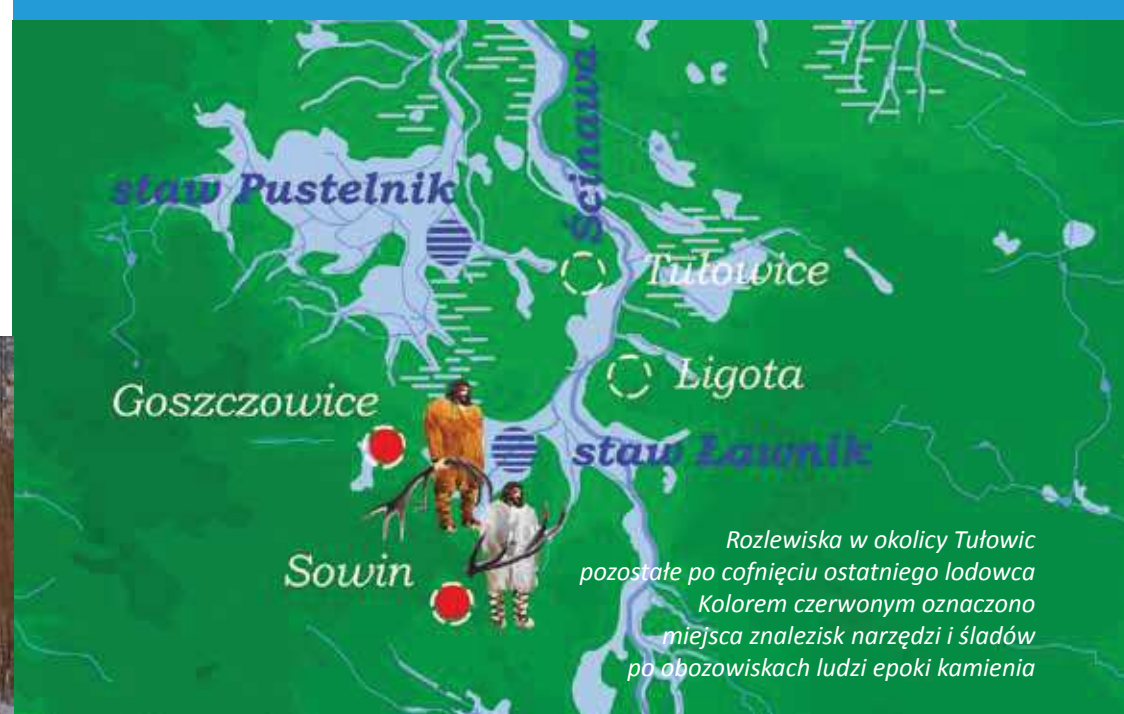 Ścinawa
staw Pustelnik
Tułowice
Ligota
Goszczowice
staw Ławnik
Sowin
Rozlewiska w okolicy Tułowic
pozostałe po cofnięciu ostatniego lodowca
Kolorem czerwonym oznaczono
miejsca znalezisk narzędzi i śladów
po obozowiskach ludzi epoki kamienia